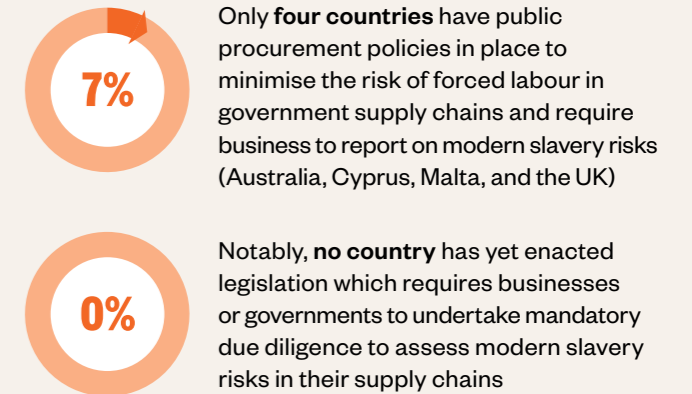 7%
Only four countries have public
procurement policies in place to
minimise the risk of forced labour in
government supply chains and require
business to report on modern slavery risks
(Australia, Cyprus, Malta, and the UK)
0%
Notably, no country has yet enacted
legislation which requires businesses
or governments to undertake mandatory
due diligence to assess modern slavery
risks in their supply chains